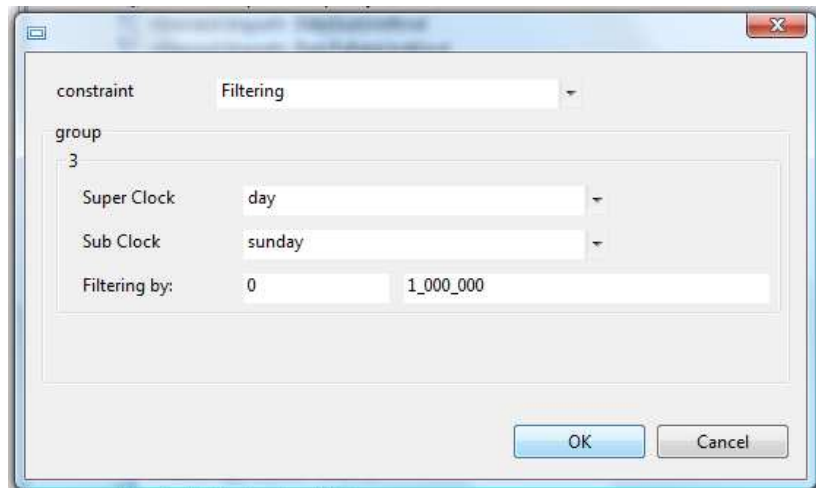 constraint Filtering
group
3
Super Clock day
Sub Clock sunday
Filtering by: 0 1_000_000
OK Cancel